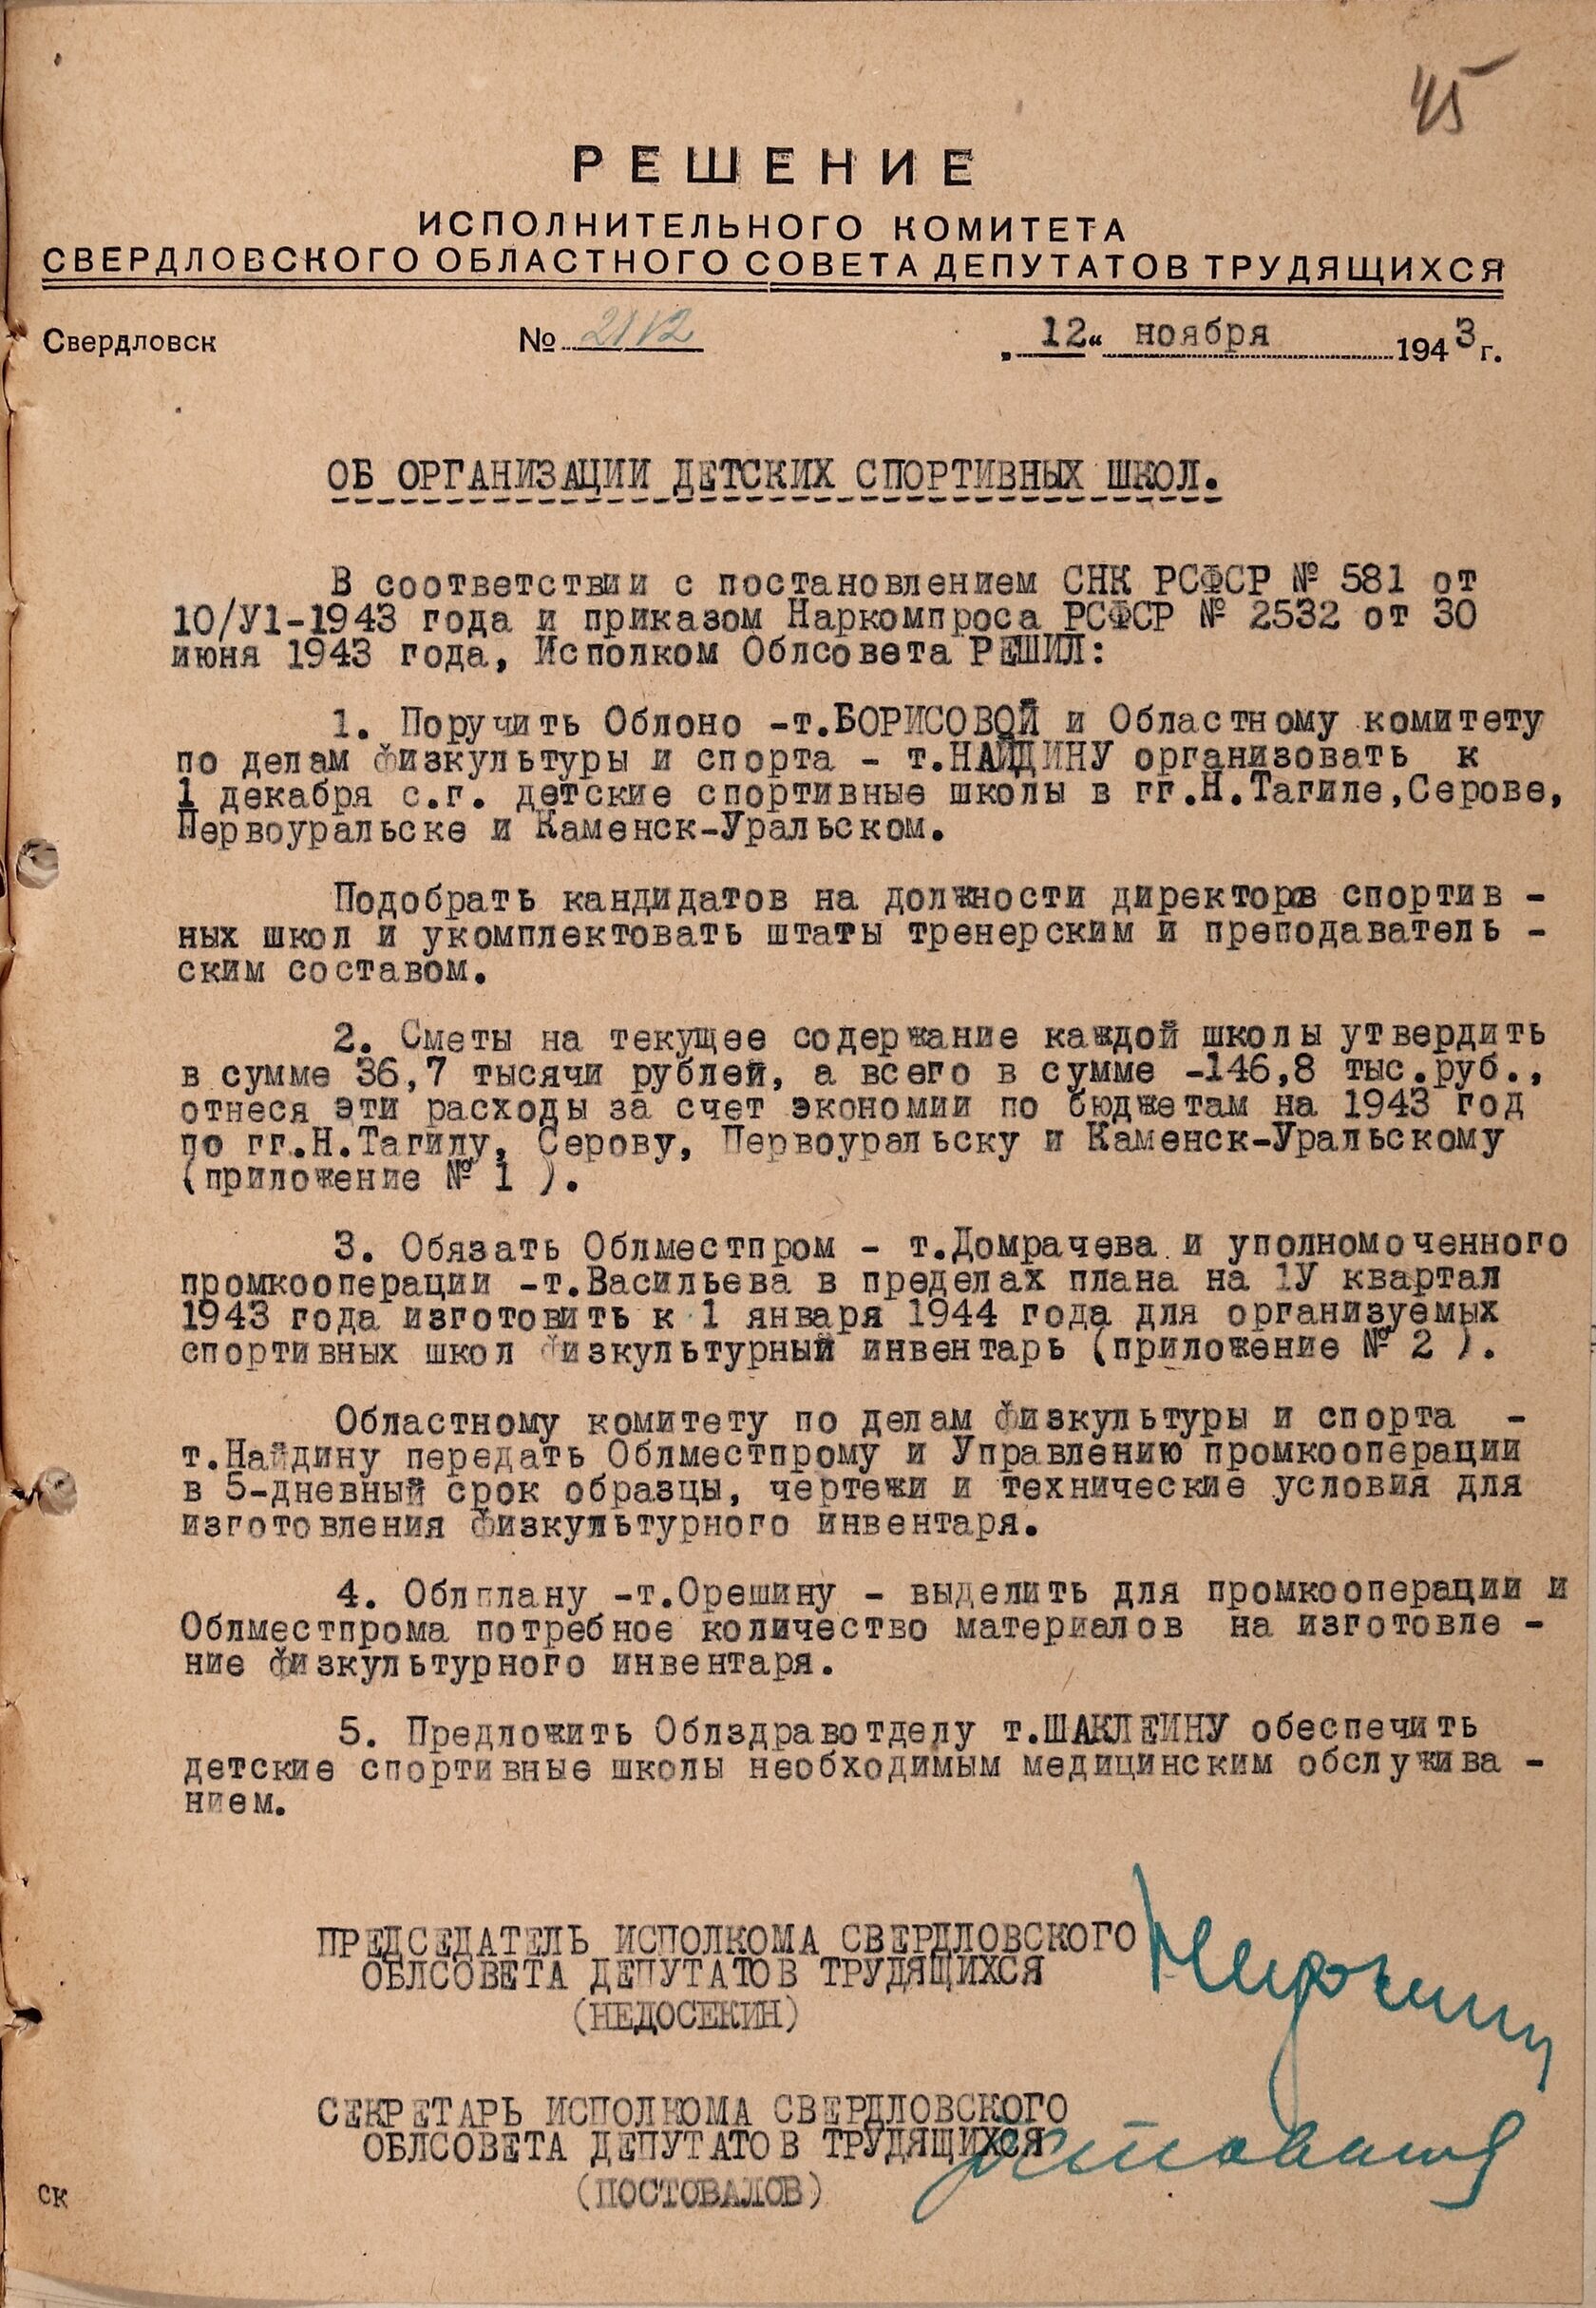 45
РЕШЕНИЕ
ИСПОЛНИТЕЛЬНОГО КОМИТЕТА
СВЕРДЛОВСКОГО ОБЛАСТНОГО СОВЕТА ДЕПУТАТОВ ТРУДЯЩИХСЯ
Свердловск № „12“ ноября 1943 г.
ОБ ОРГАНИЗАЦИИ ДЕТСКИХ СПОРТИВНЫХ ШКОЛ.
В соответствии с постановлением СНК РСФСР № 581 от
10/У1-1943 года и приказом Наркомпроса РСФСР № 2532 от 30
июня 1943 года, Исполком Облсовета РЕШИЛ:
1. Поручить Облоно -т.БОРИСОВОЙ и Областному комитету
по делам физкультуры и спорта - т.НАЙДИНУ организовать к
1 декабря с.г. детские спортивные школы в гг.Н.Тагиле,Серове,
Первоуральске и Каменск-Уральском.
Подобрать кандидатов на должности директоров спортив -
ных школ и укомплектовать штаты тренерским и преподаватель -
ским составом.
2. Сметы на текущее содержание каждой школы утвердить
в сумме 36,7 тысячи рублей, а всего в сумме -146,8 тыс.руб.,
отнеся эти расходы за счет экономии по бюджетам на 1943 год
по гг.Н.Тагилу, Серову, Первоуральску и Каменск-Уральскому
(приложение № 1 ).
3. Обязать Облместпром - т.Домрачева и уполномоченного
промкооперации -т.Васильева в пределах плана на 1У квартал
1943 года изготовить к 1 января 1944 года для организуемых
спортивных школ физкультурный инвентарь (приложение № 2 ).
Областному комитету по делам физкультуры и спорта -
т.Найдину передать Облместпрому и Управлению промкооперации
в 5-дневный срок образцы, чертежи и технические условия для
изготовления физкультурного инвентаря.
4. Облплану -т.Орешину - выделить для промкооперации и
Облместпрома потребное количество материалов на изготовле -
ние физкультурного инвентаря.
5. Предложить Облздравотделу т.ШАКЛЕИНУ обеспечить
детские спортивные школы необходимым медицинским обслужива -
нием.
ПРЕДСЕДАТЕЛЬ ИСПОЛКОМА СВЕРДЛОВСКОГО
ОБЛСОВЕТА ДЕПУТАТОВ ТРУДЯЩИХСЯ
(НЕДОСЕКИН)
СЕКРЕТАРЬ ИСПОЛКОМА СВЕРДЛОВСКОГО
ОБЛСОВЕТА ДЕПУТАТОВ ТРУДЯЩИХСЯ
(ПОСТОВАЛОВ)
ск